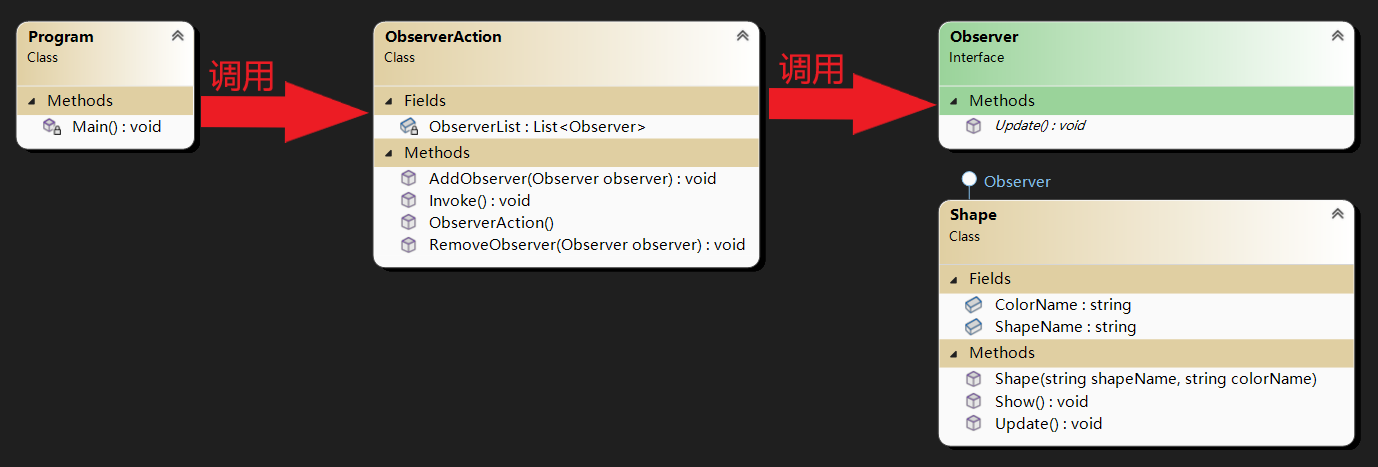 Program
Class
Methods
Main() : void
调用
ObserverAction
Class
Fields
ObserverList : List<Observer>
Methods
AddObserver(Observer observer) : void
Invoke() : void
ObserverAction()
RemoveObserver(Observer observer) : void
调用
Observer
Interface
Methods
Update() : void
Observer
Shape
Class
Fields
ColorName : string
ShapeName : string
Methods
Shape(string shapeName, string colorName)
Show() : void
Update() : void